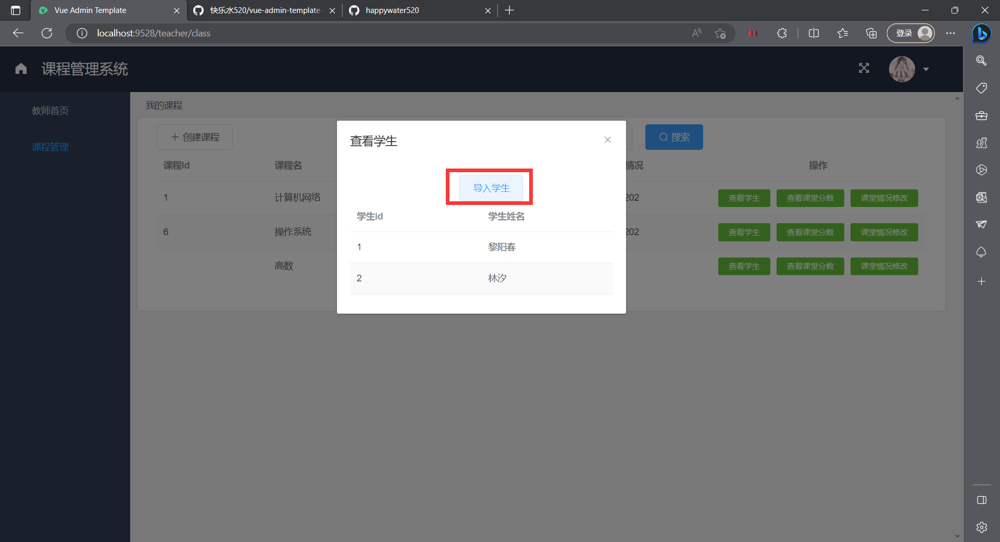 Vue Admin Template
快乐水520/vue-admin-template-
happywater520
localhost:9528/teacher/class
登录
课程管理系统
教师首页
课程管理
我的课程
创建课程
搜索
课程Id 课程名 情况 操作
1 计算机网络 202 查看学生 查看课堂分数 课堂情况修改
6 操作系统 202 查看学生 查看课堂分数 课堂情况修改
高数 查看学生 查看课堂分数 课堂情况修改
查看学生
导入学生
学生id 学生姓名
1 黎阳春
2 林汐